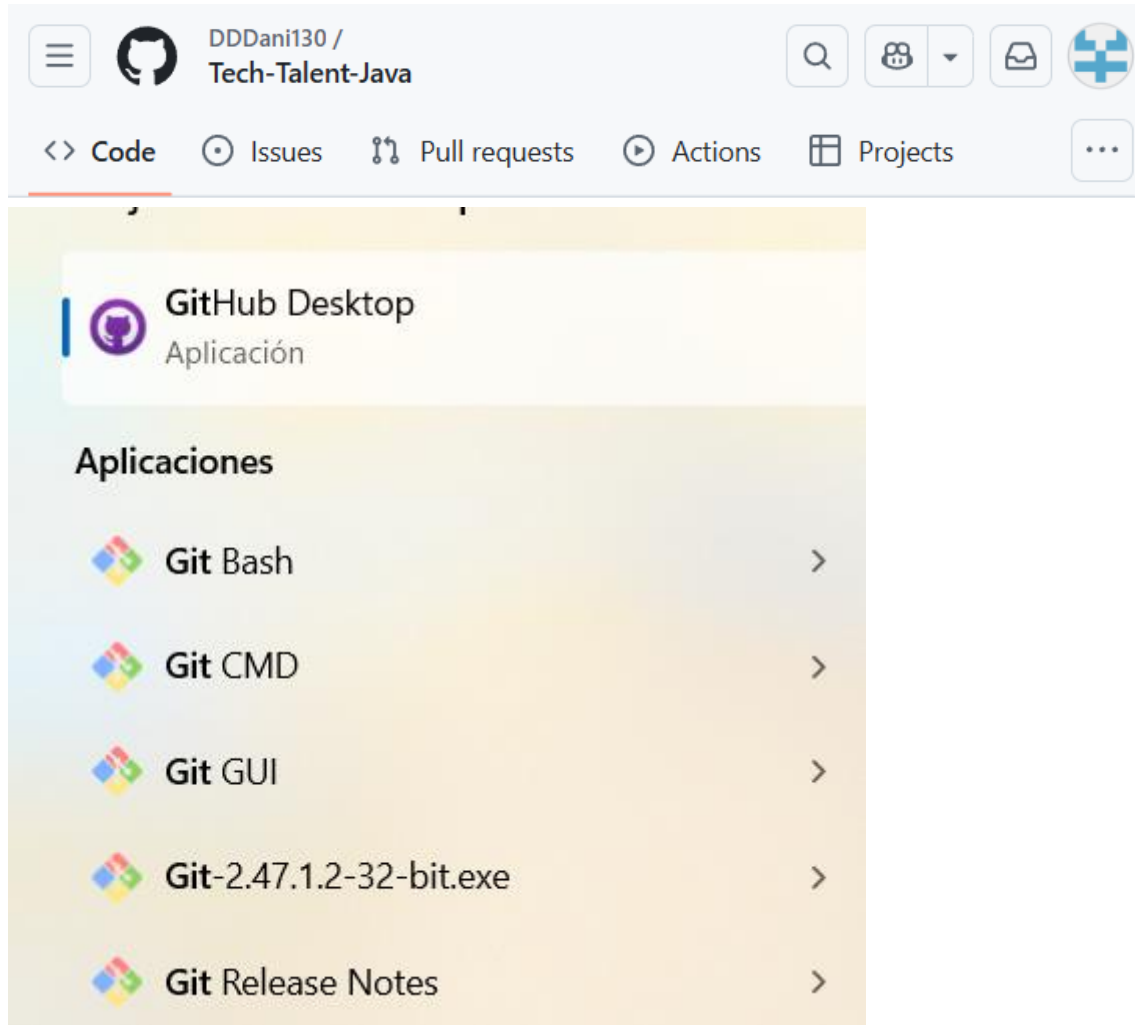 DDDani130 /
Tech-Talent-Java
Code Issues Pull requests Actions Projects
GitHub Desktop
Aplicación
Aplicaciones
Git Bash
Git CMD
Git GUI
Git-2.47.1.2-32-bit.exe
Git Release Notes